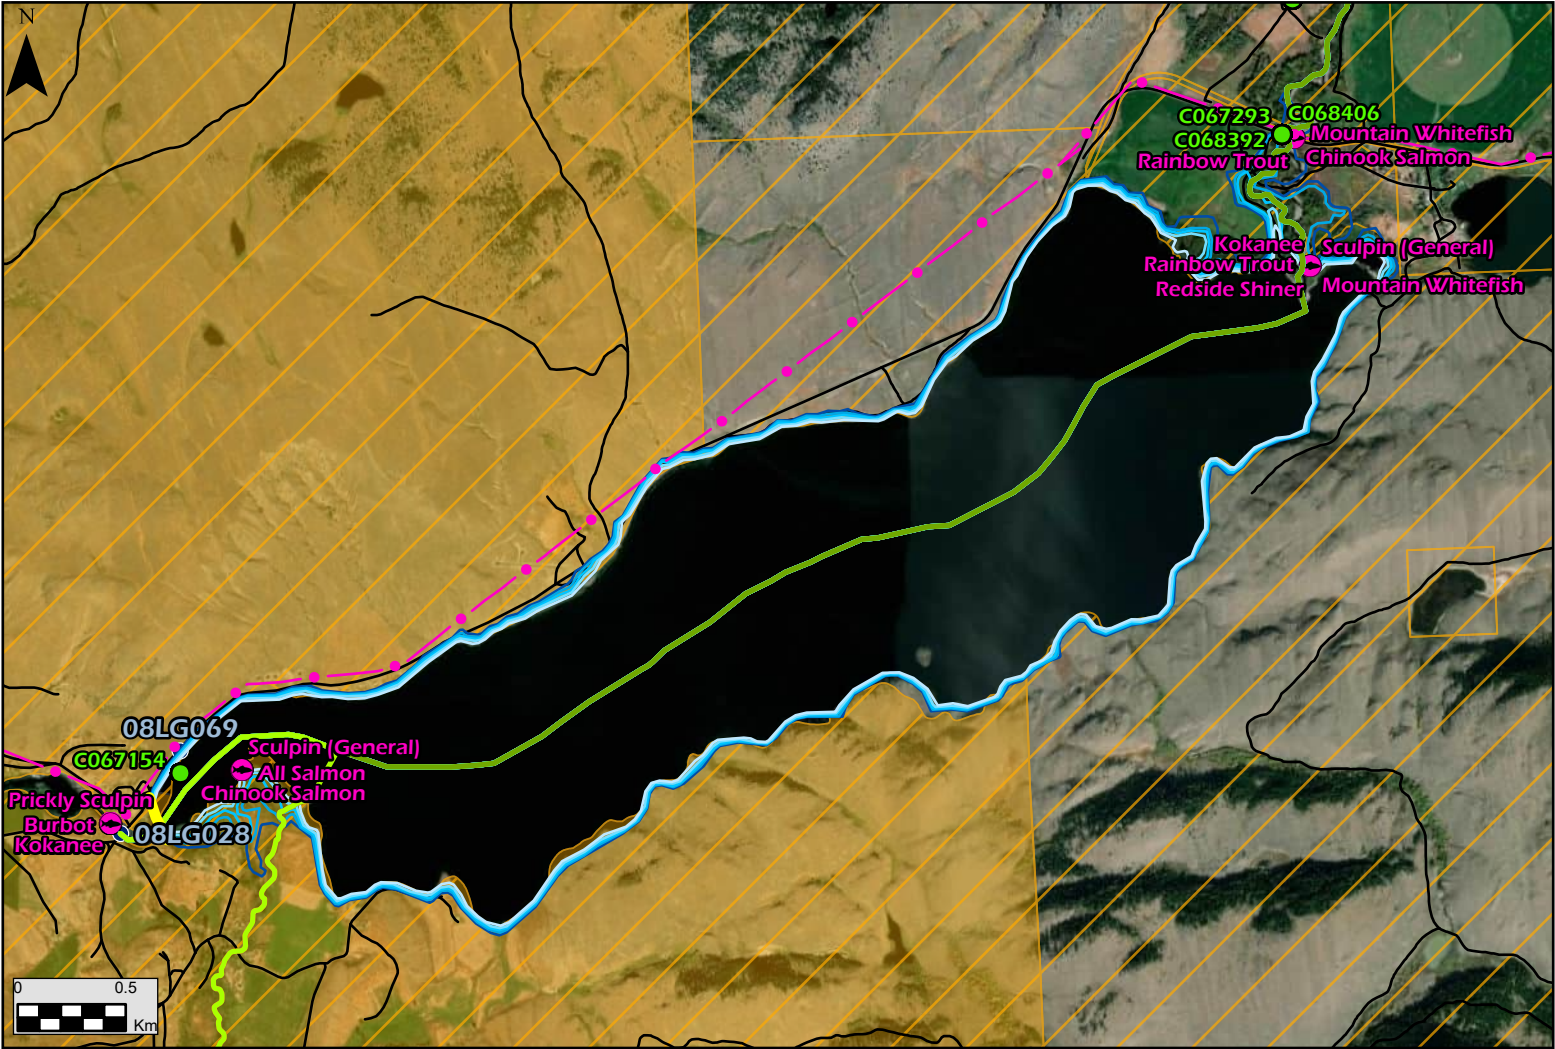 N
C067293 C068406
C068392 Mountain Whitefish
Rainbow Trout Chinook Salmon
Kokanee Sculpin (General)
Rainbow Trout
Redside Shiner Mountain Whitefish
08LG069
C067154 Sculpin (General)
All Salmon
Chinook Salmon
Prickly Sculpin
Burbot 08LG028
Kokanee
0 0.5
Km